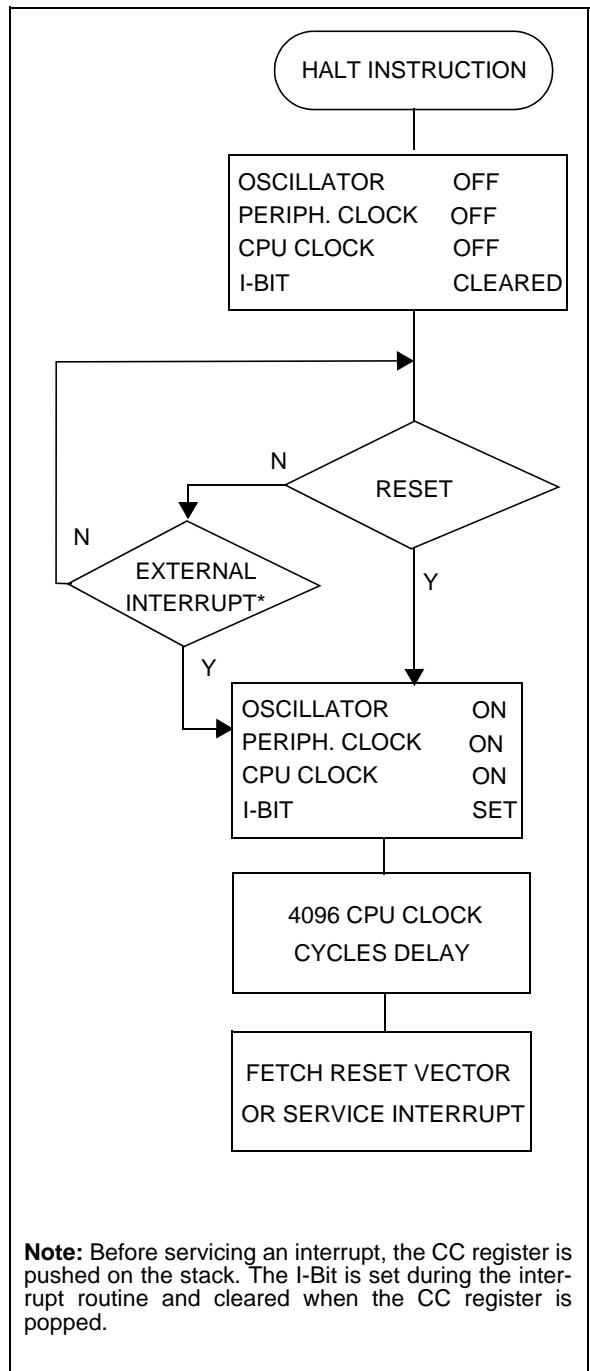 HALT INSTRUCTION
OSCILLATOR OFF
PERIPH. CLOCK OFF
CPU CLOCK OFF
I-BIT CLEARED
N
RESET
N
EXTERNAL
INTERRUPT*
Y
Y
OSCILLATOR ON
PERIPH. CLOCK ON
CPU CLOCK ON
I-BIT SET
4096 CPU CLOCK
CYCLES DELAY
FETCH RESET VECTOR
OR SERVICE INTERRUPT
Note: Before servicing an interrupt, the CC register is
pushed on the stack. The I-Bit is set during the inter-
rupt routine and cleared when the CC register is
popped.